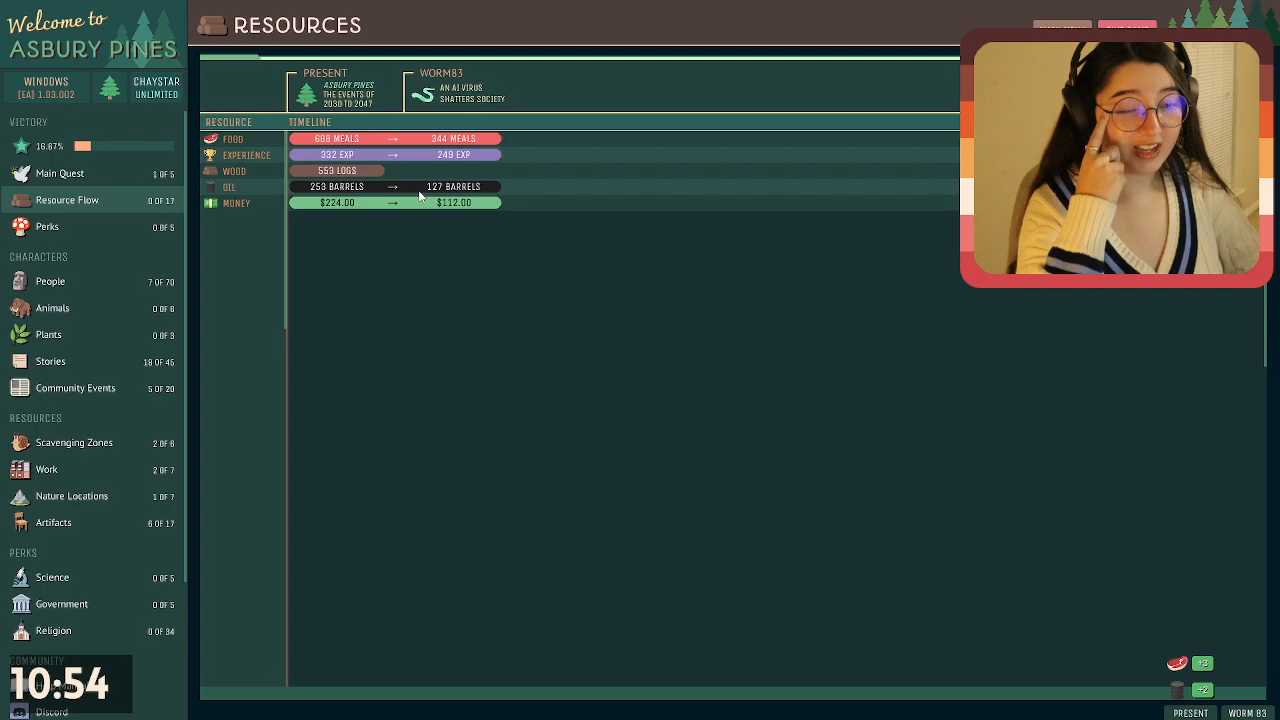 Welcome to
ASBURY PINES
WINDOWS
[EA] 1.03.002
CHAYSTAR
UNLIMITED
VICTORY
16.67%
Main Quest 1 OF 5
Resource Flow 0 OF 17
Perks 0 OF 5
CHARACTERS
People 7 OF 70
Animals 0 OF 6
Plants 0 OF 3
Stories 18 OF 45
Community Events 5 OF 20
RESOURCES
Scavenging Zones 2 OF 6
Work 2 OF 7
Nature Locations 1 OF 7
Artifacts 6 OF 17
PERKS
Science 0 OF 5
Government 0 OF 5
Religion 0 OF 34
COMMUNITY
10:54
Discord
RESOURCES
PRESENT
ASBURY PINES
THE EVENTS OF
2030 TO 2047
WORM83
AN AI VIRUS
SHATTERS SOCIETY
RESOURCE TIMELINE
FOOD 688 MEALS → 344 MEALS
EXPERIENCE 332 EXP → 249 EXP
WOOD 553 LOGS
OIL 253 BARRELS → 127 BARRELS
MONEY $224.00 → $112.00
+3
+2
PRESENT WORM 83